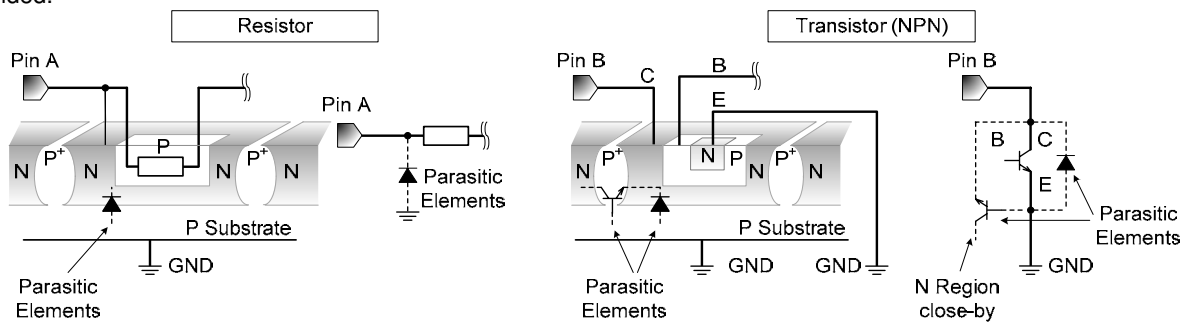 Resistor
Pin A
N
P+
N
P
N
P+
N
P Substrate
GND
Parasitic
Elements
Pin A
Parasitic
Elements
Transistor (NPN)
Pin B
C
B
E
N
P+
N
P
N
P+
N
P Substrate
GND
GND
Parasitic
Elements
Pin B
B
C
E
Parasitic
Elements
GND
N Region
close-by